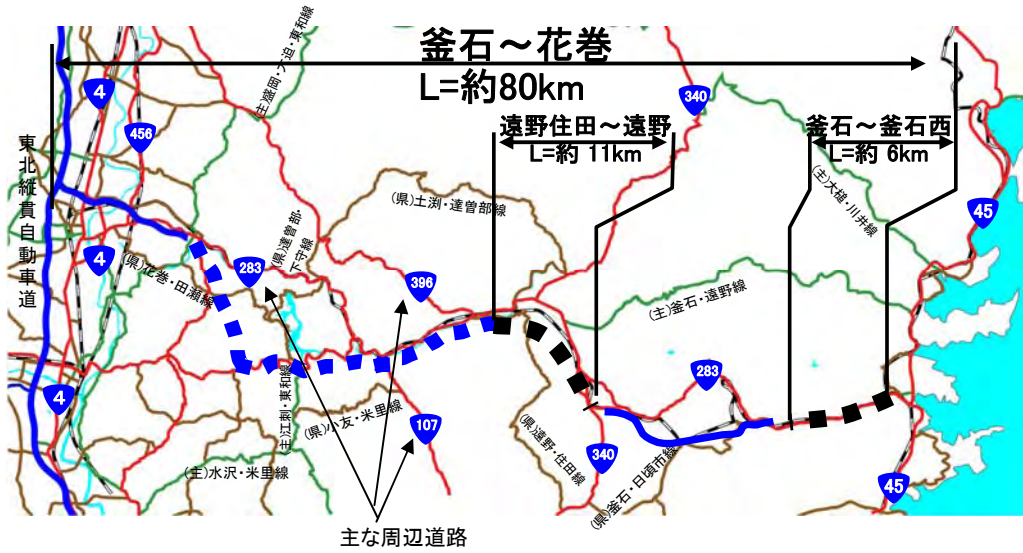 釜石～花巻
L=約80km
遠野住田～遠野
L=約 11km
釜石～釜石西
L=約 6km
東北縦貫自動車道
(主)盛岡・大迫・東和線
4
456
340
(県)土渕・達曽部線
(主)大槌・川井線
45
(県)達曽部・
下守線
4
(県)花巻・田瀬線
283
396
(主)釜石・遠野線
283
4
(主)江刺・東和線
(県)小友・米里線
107
(主)水沢・米里線
(県)遠野・住田線
340
(県)釜石・日頃市線
45
主な周辺道路